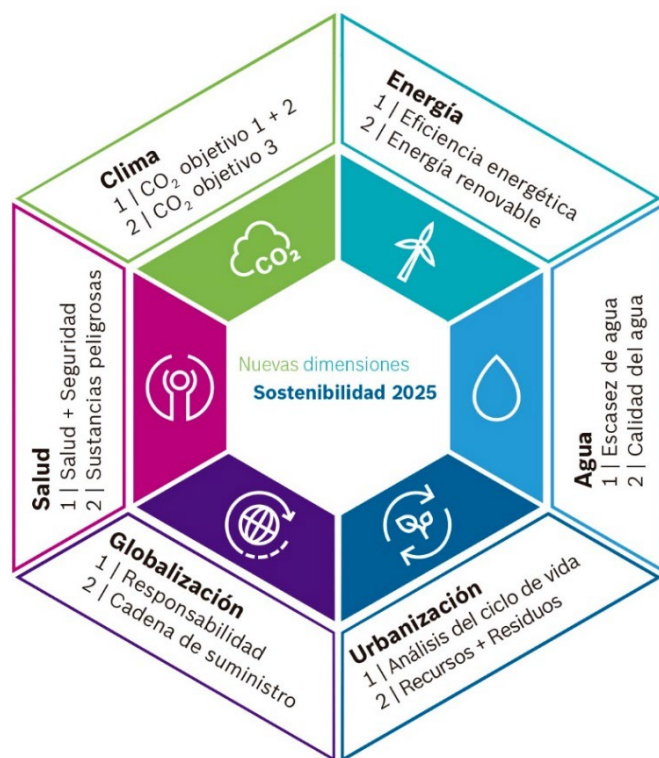 Clima
1 | CO₂ objetivo 1 + 2
2 | CO₂ objetivo 3
Energía
1 | Eficiencia energética
2 | Energía renovable
Agua
1 | Escasez de agua
2 | Calidad del agua
Urbanización
1 | Análisis del ciclo de vida
2 | Recursos + Residuos
Globalización
1 | Responsabilidad
2 | Cadena de suministro
Salud
1 | Salud + Seguridad
2 | Sustancias peligrosas
CO₂
Nuevas dimensiones
Sostenibilidad 2025